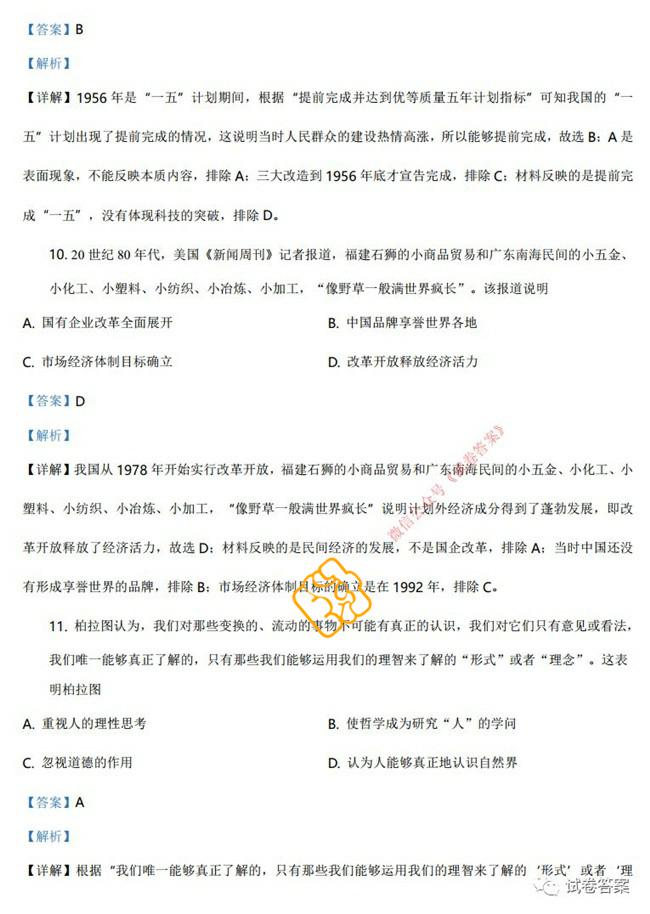 【答案】B
【解析】
【详解】1956 年是“一五”计划期间，根据“提前完成并达到优等质量五年计划指标”可知我国的“一
五”计划出现了提前完成的情况，这说明当时人民群众的建设热情高涨，所以能够提前完成，故选 B；A 是
表面现象，不能反映本质内容，排除 A；三大改造到 1956 年底才宣告完成，排除 C；材料反映的是提前完
成“一五”，没有体现科技的突破，排除 D。
10. 20 世纪 80 年代，美国《新闻周刊》记者报道，福建石狮的小商品贸易和广东南海民间的小五金、
小化工、小塑料、小纺织、小冶炼、小加工，“像野草一般满世界疯长”。该报道说明
A. 国有企业改革全面展开 B. 中国品牌享誉世界各地
C. 市场经济体制目标确立 D. 改革开放释放经济活力
【答案】D
【解析】
【详解】我国从 1978 年开始实行改革开放，福建石狮的小商品贸易和广东南海民间的小五金、小化工、小
塑料、小纺织、小冶炼、小加工，“像野草一般满世界疯长”说明计划外经济成分得到了蓬勃发展，即改
革开放释放了经济活力，故选 D；材料反映的是民间经济的发展，不是国企改革，排除 A；当时中国还没
有形成享誉世界的品牌，排除 B；市场经济体制目标的确立是在 1992 年，排除 C。
微信公众号《试卷答案》
11. 柏拉图认为，我们对那些变换的、流动的事物不可能有真正的认识，我们对它们只有意见或看法，
我们唯一能够真正了解的，只有那些我们能够运用我们的理智来了解的“形式”或者“理念”。这表
明柏拉图
A. 重视人的理性思考 B. 使哲学成为研究“人”的学问
C. 忽视道德的作用 D. 认为人能够真正地认识自然界
【答案】A
【解析】
【详解】根据“我们唯一能够真正了解的，只有那些我们能够运用我们的理智来了解的‘形式’或者‘理
试卷答案